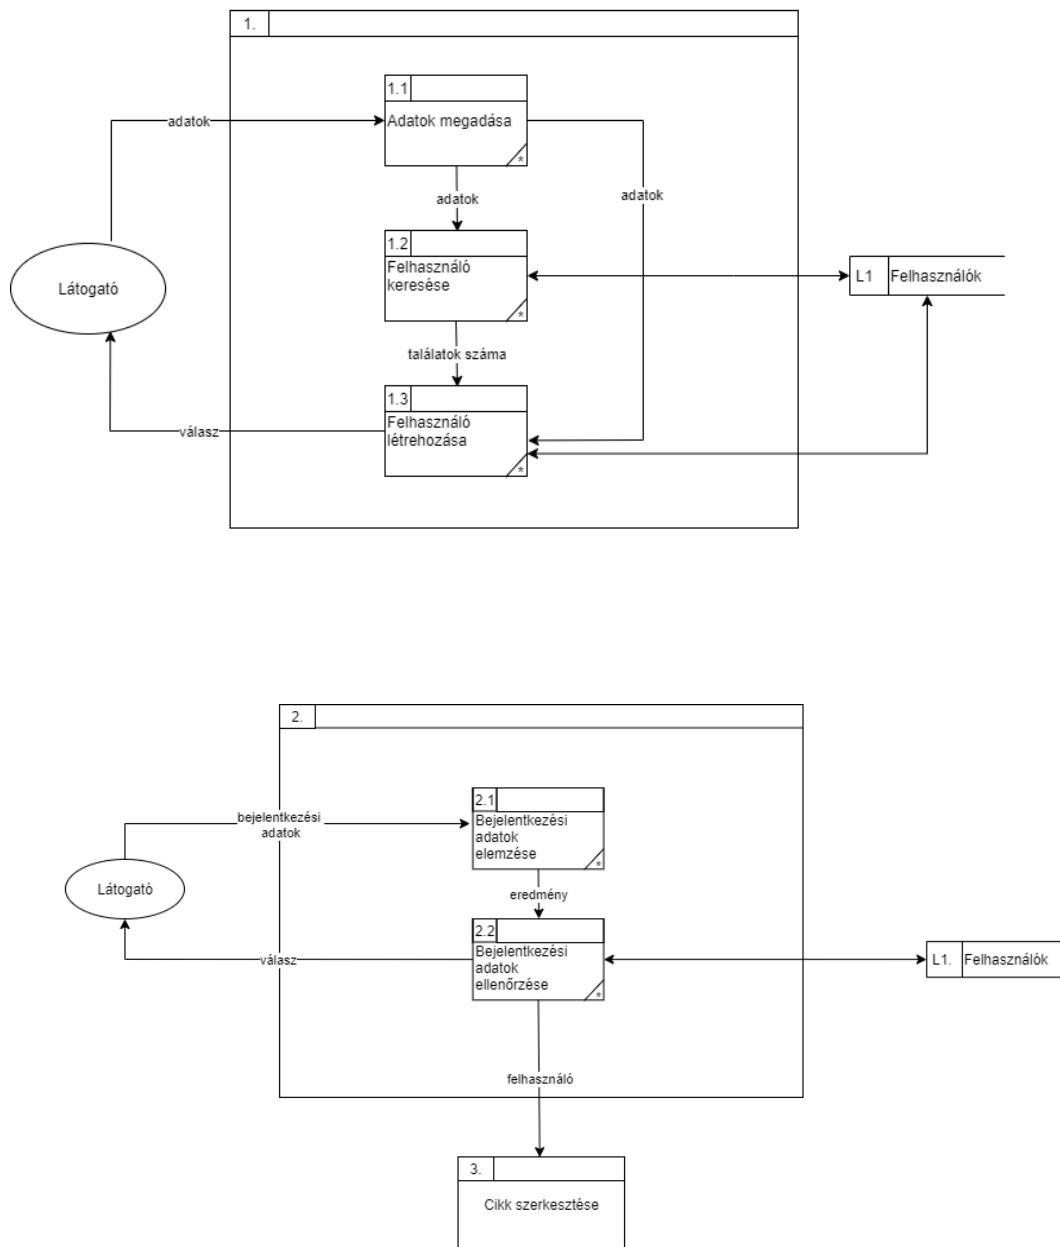 1.
1.1
Adatok megadása
*
adatok
adatok
adatok
1.2
Felhasználó
keresése
*
L1
Felhasználók
Látogató
találatok száma
1.3
Felhasználó
létrehozása
*
válasz
2.
2.1
Bejelentkezési
adatok
elemzése
*
bejelentkezési
adatok
Látogató
eredmény
2.2
Bejelentkezési
adatok
ellenőrzése
*
válasz
L1.
Felhasználók
felhasználó
3.
Cikk szerkesztése